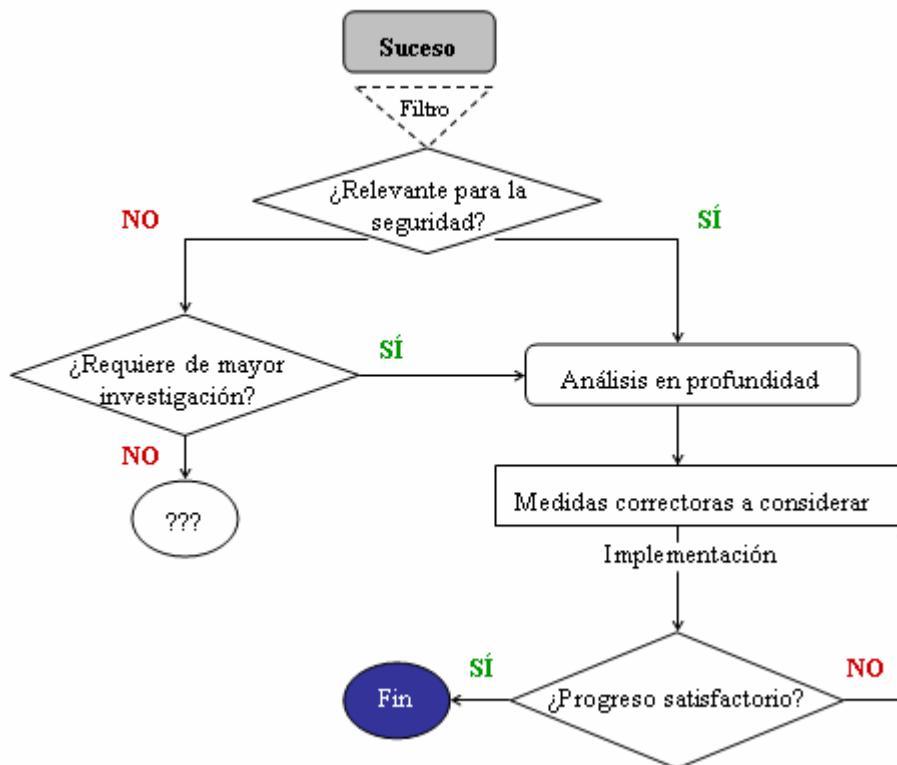 Suceso
Filtro
¿Relevante para la
seguridad?
NO
SÍ
¿Requiere de mayor
investigación?
SÍ
Análisis en profundidad
NO
???
Medidas correctoras a considerar
Implementación
SÍ
NO
Fin
¿Progreso satisfactorio?